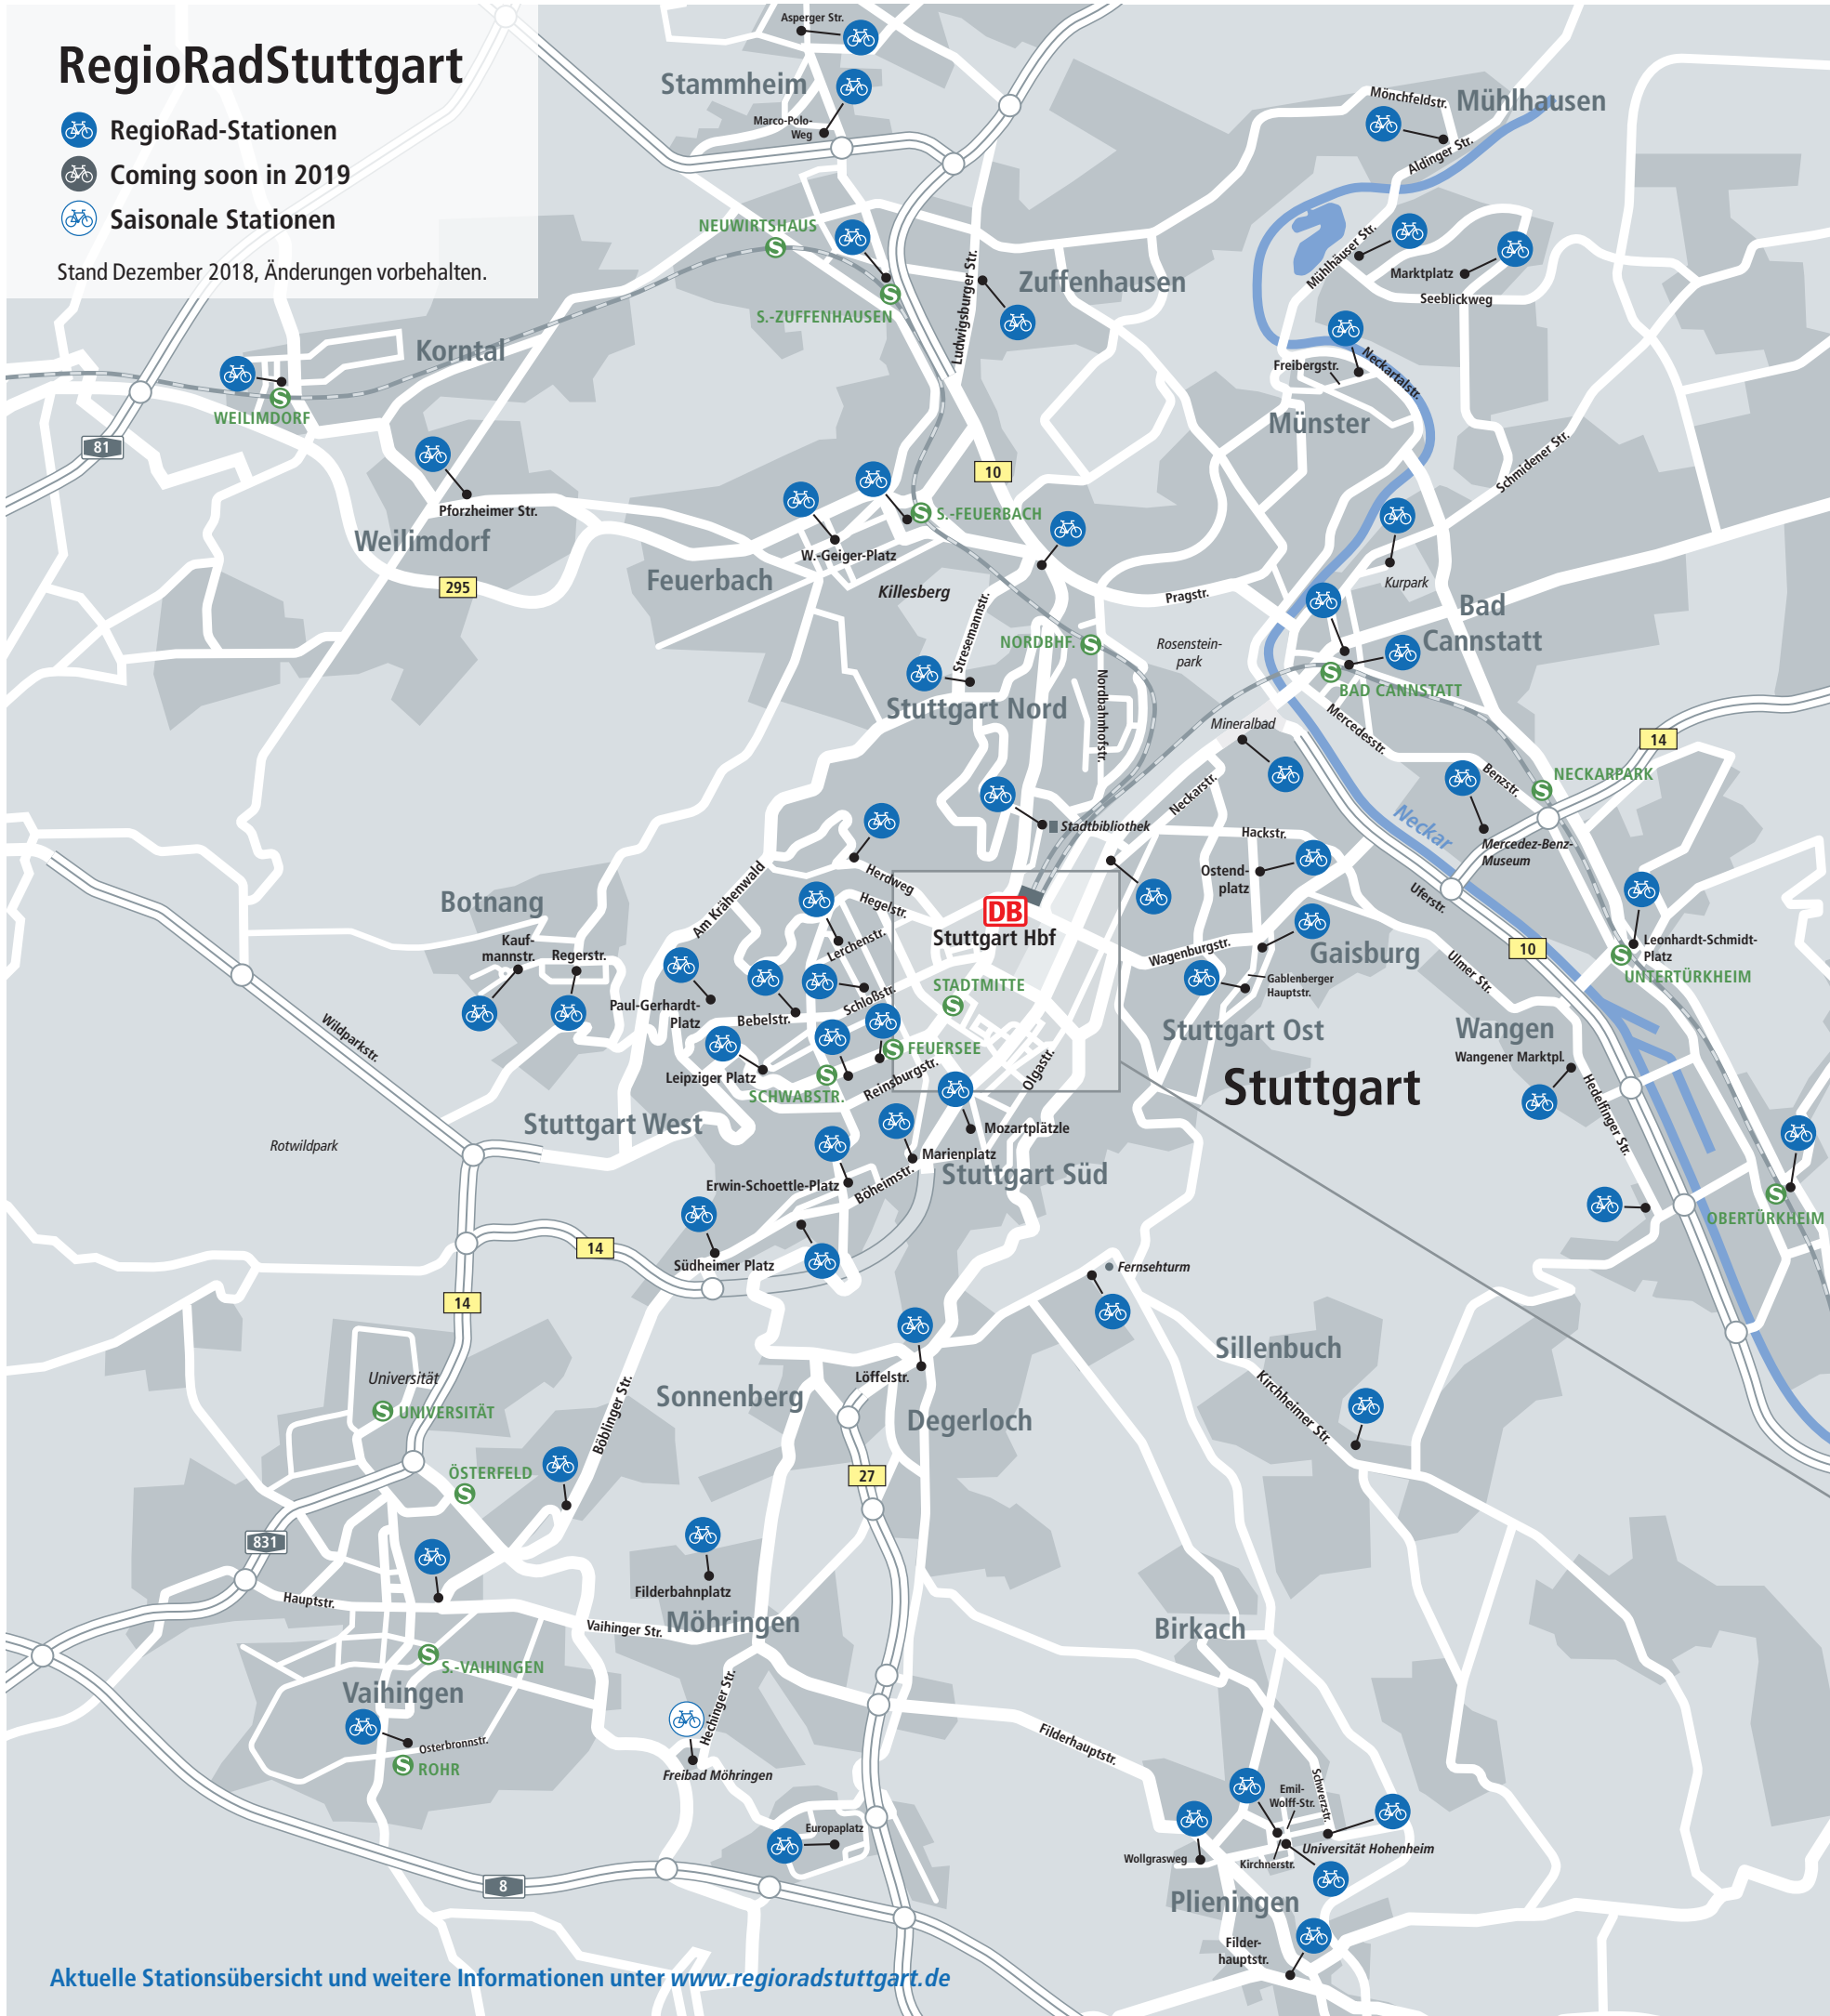 RegioRadStuttgart
RegioRad-Stationen
Coming soon in 2019
Saisonale Stationen
Stand Dezember 2018, Änderungen vorbehalten.
Asperger Str.
Stammheim
Marco-Polo-
Weg
Mönchfeldstr.
Mühlhausen
Aldinger Str.
NEUWIRTSHAUS
S
Mühlhäuser Str.
Marktplatz
Seeblickweg
Zuffenhausen
Ludwigsburger Str.
S
S.-ZUFFENHAUSEN
Korntal
Freibergstr.
Neckartalstr.
S
WEILIMDORF
Münster
81
10
Schmidener Str.
Pforzheimer Str.
Weilimdorf
S
S.-FEUERBACH
W.-Geiger-Platz
Feuerbach
295
Killesberg
Pragstr.
Kurpark
Bad
Cannstatt
Stresemannstr.
NORDBHF.
S
Rosenstein-
park
S
BAD CANNSTATT
Nordbahnhofstr.
Stuttgart Nord
Mineralbad
Mercedesstr.
14
Benzstr.
NECKARPARK
S
Neckarstr.
Neckar
Stadtbibliothek
Hackstr.
Mercedez-Benz-
Museum
Herdweg
Ostend-
platz
Uferstr.
Am Krähenwald
Hegelstr.
Botnang
DB
Stuttgart Hbf
Kauf-
mannstr.
Regerstr.
Lerchenstr.
Wagenburgstr.
Gaisburg
10
Leonhardt-Schmidt-
Platz
S
UNTERTÜRKHEIM
Ulmer Str.
Gablenberger
Hauptstr.
STADTMITTE
S
Schloßstr.
Paul-Gerhardt-
Platz
Bebelstr.
Wildparkstr.
Stuttgart Ost
Wangen
Wangener Marktpl.
S
FEUERSEE
Leipziger Platz
S
SCHWABSTR.
Reinsburgstr.
Olgastr.
Stuttgart
Hedelfinger Str.
Stuttgart West
Rotwildpark
Mozartplätzle
Marienplatz
Stuttgart Süd
Erwin-Schoettle-Platz
Böheimstr.
S
OBERTÜRKHEIM
14
Südheimer Platz
Fernsehturm
14
Sillenbuch
Universität
Löffelstr.
Kirchheimer Str.
Sonnenberg
Degerloch
S
UNIVERSITÄT
Böblinger Str.
27
ÖSTERFELD
S
831
Filderbahnplatz
Hauptstr.
Möhringen
Vaihinger Str.
Birkach
S
S.-VAIHINGEN
Vaihingen
Hechinger Str.
Osterbronnstr.
S
ROHR
Filderhauptstr.
Freibad Möhringen
Emil-
Wolff-Str.
Schwerzstr.
Europaplatz
Universität Hohenheim
Wollgrasweg
Kirchnerstr.
8
Plieningen
Filder-
hauptstr.
Aktuelle Stationsübersicht und weitere Informationen unter www.regioradstuttgart.de